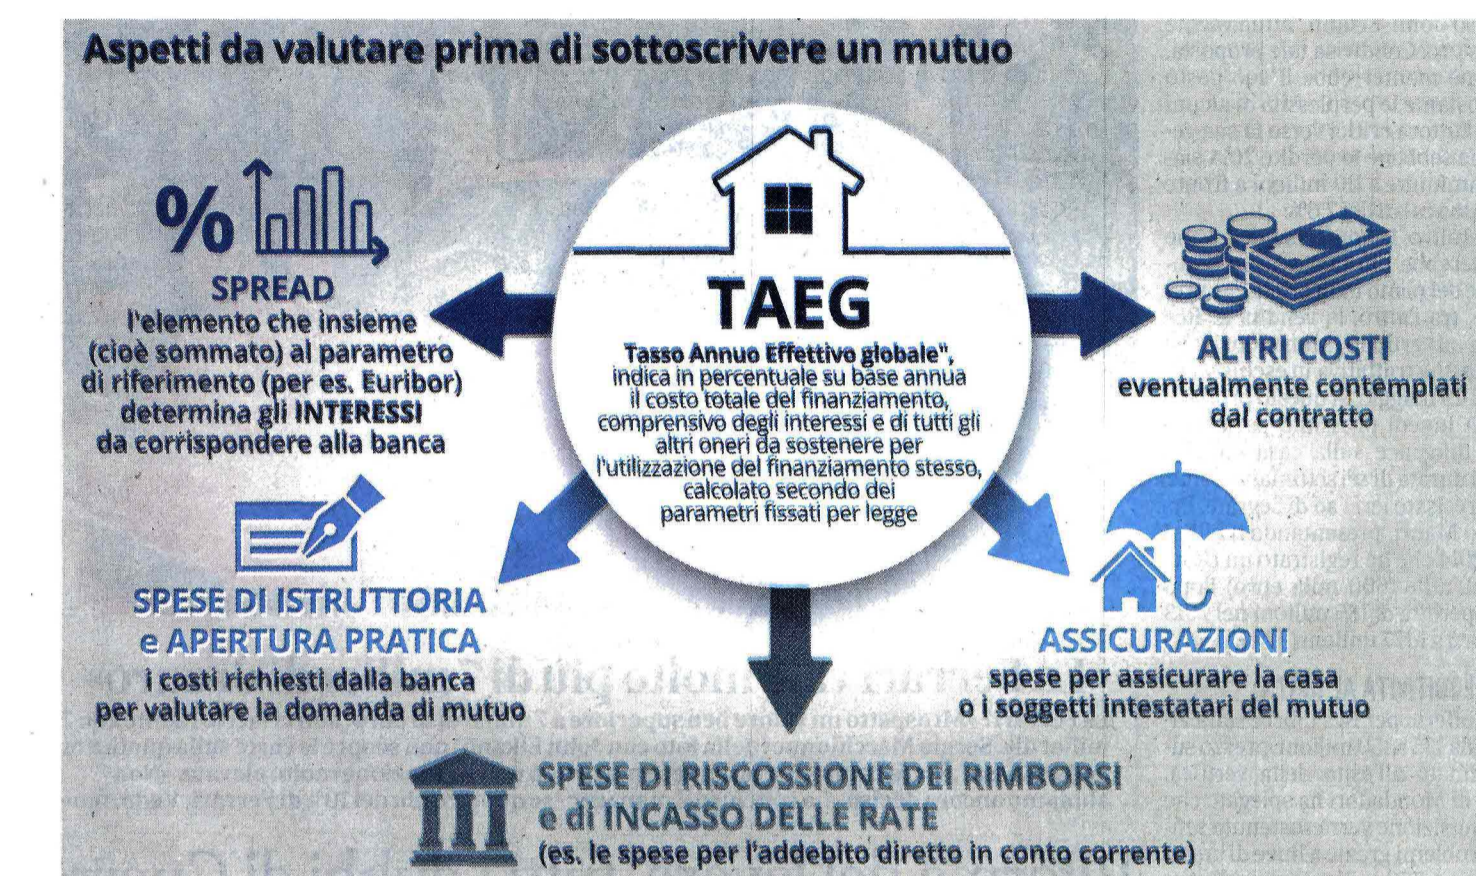 Aspetti da valutare prima di sottoscrivere un mutuo
%
SPREAD
l'elemento che insieme
(cioè sommato) al parametro
di riferimento (per es. Euribor)
determina gli INTERESSI
da corrispondere alla banca
TAEG
Tasso Annuo Effettivo globale",
indica in percentuale su base annua
il costo totale del finanziamento,
comprensivo degli interessi e di tutti gli
altri oneri da sostenere per
l'utilizzazione del finanziamento stesso,
calcolato secondo dei
parametri fissati per legge
ALTRI COSTI
eventualmente contemplati
dal contratto
SPESE DI ISTRUTTORIA
e APERTURA PRATICA
i costi richiesti dalla banca
per valutare la domanda di mutuo
ASSICURAZIONI
spese per assicurare la casa
o i soggetti intestatari del mutuo
SPESE DI RISCOSSIONE DEI RIMBORSI
e di INCASSO DELLE RATE
(es. le spese per l'addebito diretto in conto corrente)